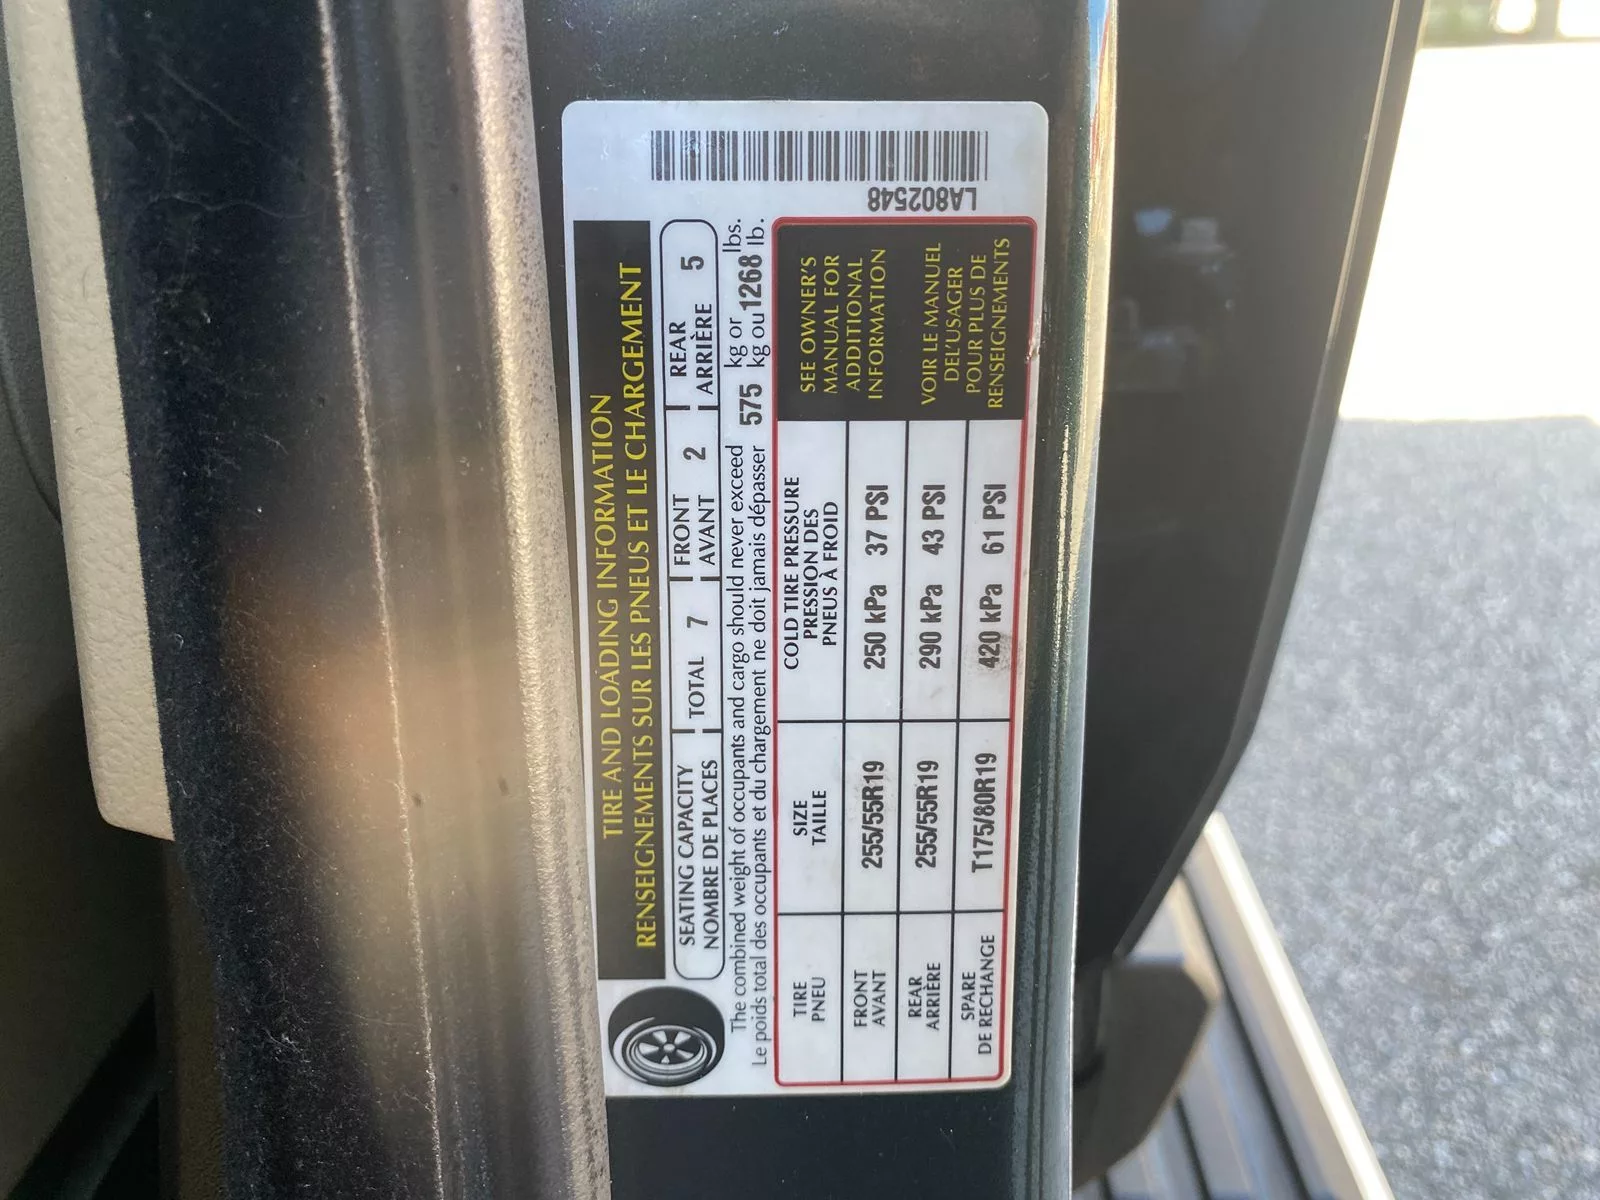 TIRE AND LOADING INFORMATION
RENSEIGNEMENTS SUR LES PNEUS ET LE CHARGEMENT
SEATING CAPACITY
NOMBRE DE PLACES
TOTAL 7
FRONT
AVANT
2
REAR
ARRIÈRE
5
The combined weight of occupants and cargo should never exceed kg or lbs.
Le poids total des occupants et du chargement ne doit jamais dépasser 575 kg ou 1268 lb.
TIRE
PNEU
SIZE
TAILLE
COLD TIRE PRESSURE
PRESSION DES
PNEUS À FROID
FRONT
AVANT
255/55R19
250 kPa 37 PSI
REAR
ARRIÈRE
255/55R19
290 kPa 43 PSI
SPARE
DE RECHANGE
T175/80R19
420 kPa 61 PSI
SEE OWNER'S
MANUAL FOR
ADDITIONAL
INFORMATION
VOIR LE MANUEL
DEL'USAGER
POUR PLUS DE
RENSEIGNEMENTS
LA802548